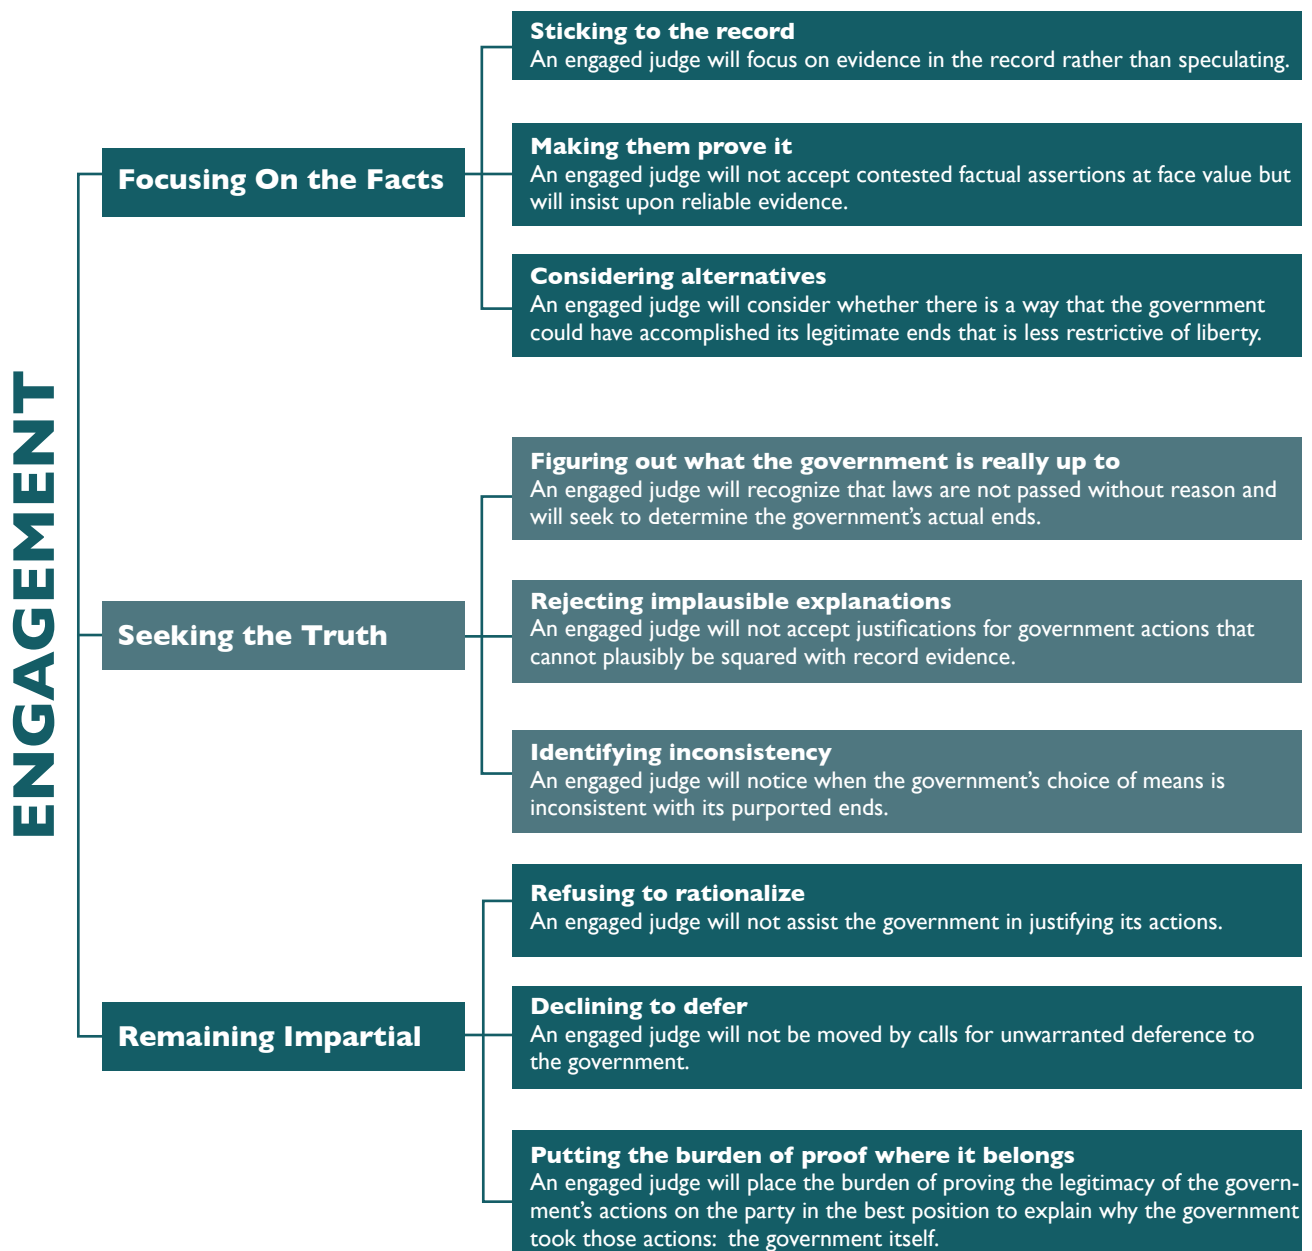 ENGAGEMENT
Focusing On the Facts
Sticking to the record
An engaged judge will focus on evidence in the record rather than speculating.
Making them prove it
An engaged judge will not accept contested factual assertions at face value but
will insist upon reliable evidence.
Considering alternatives
An engaged judge will consider whether there is a way that the government
could have accomplished its legitimate ends that is less restrictive of liberty.
Seeking the Truth
Figuring out what the government is really up to
An engaged judge will recognize that laws are not passed without reason and
will seek to determine the government’s actual ends.
Rejecting implausible explanations
An engaged judge will not accept justifications for government actions that
cannot plausibly be squared with record evidence.
Identifying inconsistency
An engaged judge will notice when the government’s choice of means is
inconsistent with its purported ends.
Remaining Impartial
Refusing to rationalize
An engaged judge will not assist the government in justifying its actions.
Declining to defer
An engaged judge will not be moved by calls for unwarranted deference to
the government.
Putting the burden of proof where it belongs
An engaged judge will place the burden of proving the legitimacy of the govern-
ment’s actions on the party in the best position to explain why the government
took those actions:  the government itself.